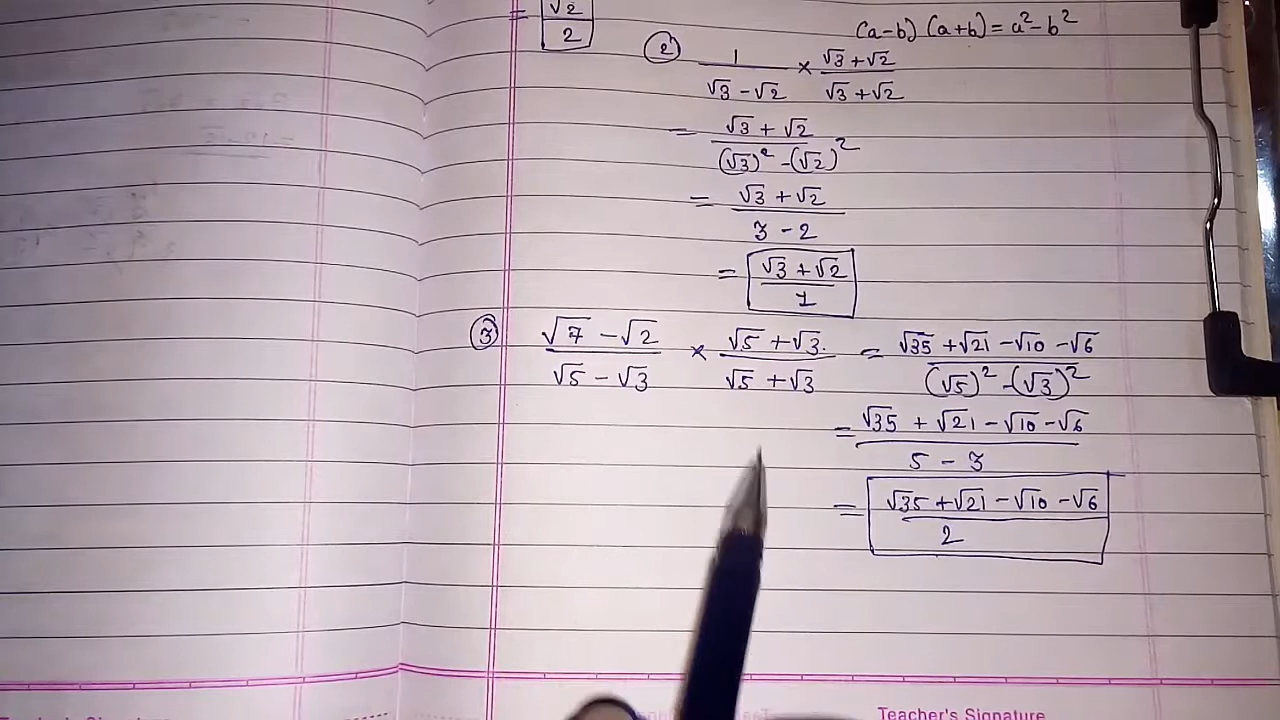 = √2/2
(a-b) (a+b) = a² - b²
② 1/(√3 - √2) × (√3 + √2)/(√3 + √2)
= (√3 + √2)/((√3)² - (√2)²)
= (√3 + √2)/(3 - 2)
= (√3 + √2)/1
③ (√7 - √2)/(√5 - √3) × (√5 + √3.)/(√5 + √3) = (√35 + √21 - √10 - √6)/((√5)² - (√3)²)
= (√35 + √21 - √10 - √6)/(5 - 3)
= (√35 + √21 - √10 - √6)/2
Teacher's Signature